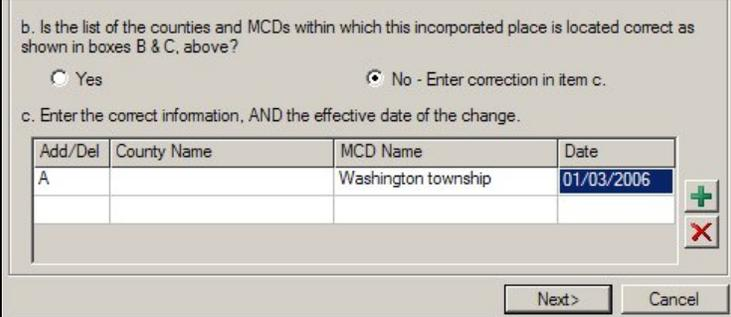 b. Is the list of the counties and MCDs within which this incorporated place is located correct as
shown in boxes B & C, above?
Yes
No - Enter correction in item c.
c. Enter the correct information, AND the effective date of the change.
Add/Del County Name MCD Name Date
A Washington township 01/03/2006
Next> Cancel